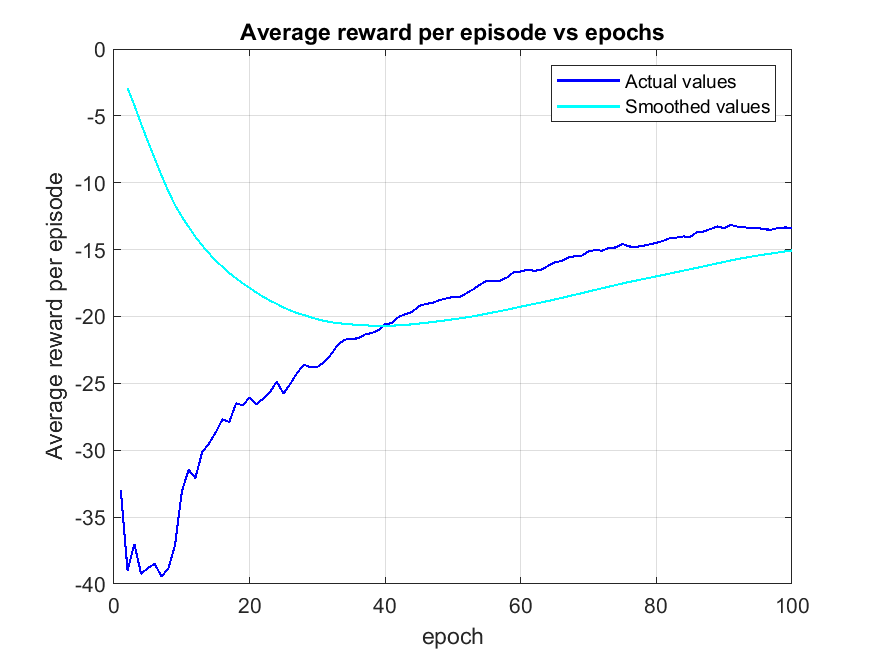 Average reward per episode vs epochs
Actual values
Smoothed values
Average reward per episode
0
-5
-10
-15
-20
-25
-30
-35
-40
0 20 40 60 80 100
epoch